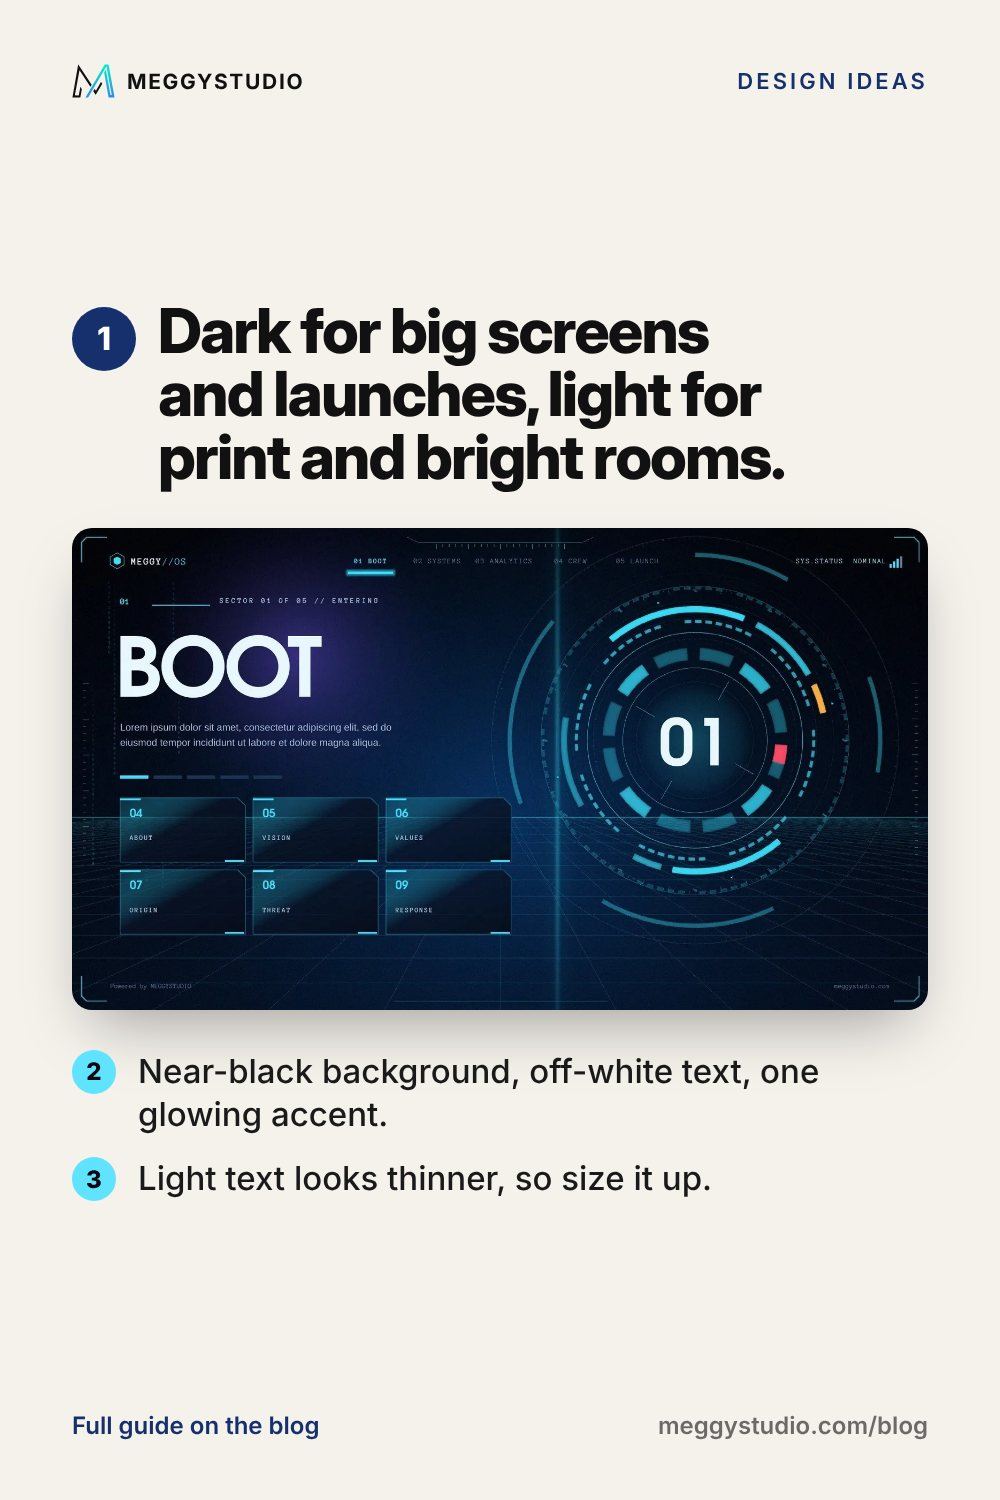 MEGGYSTUDIO
DESIGN IDEAS
1
Dark for big screens
and launches, light for
print and bright rooms.
MEGGY//OS
01 BOOT
02 SYSTEMS
03 ANALYTICS
04 CREW
05 LAUNCH
SYS.STATUS NOMINAL
01
SECTOR 01 OF 05 // ENTERING
BOOT
Lorem ipsum dolor sit amet, consectetur adipiscing elit, sed do
eiusmod tempor incididunt ut labore et dolore magna aliqua.
01
04
ABOUT
05
VISION
06
VALUES
07
ORIGIN
08
THREAT
09
RESPONSE
Powered by MEGGYSTUDIO
meggystudio.com
2
Near-black background, off-white text, one
glowing accent.
3
Light text looks thinner, so size it up.
Full guide on the blog
meggystudio.com/blog